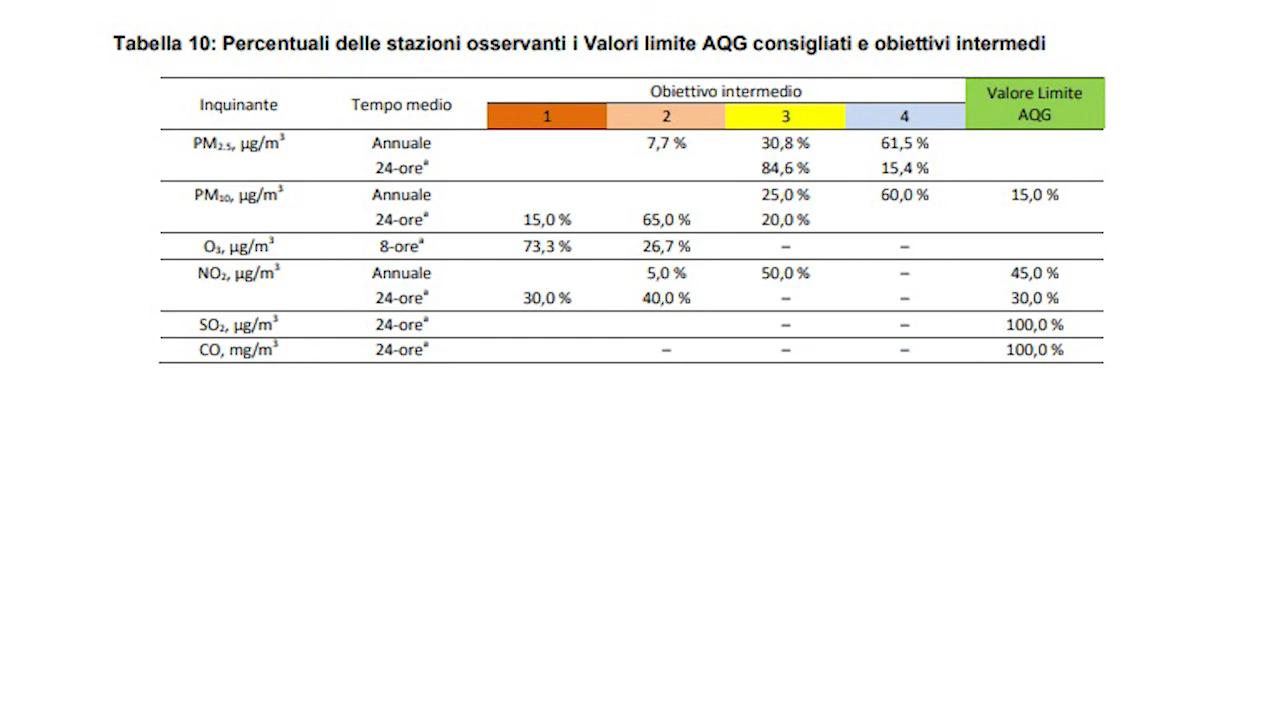 Tabella 10: Percentuali delle stazioni osservanti i Valori limite AQG consigliati e obiettivi intermedi
Inquinante Tempo medio Obiettivo intermedio Valore Limite AQG
1 2 3 4
PM₂.₅, µg/m³ Annuale 7,7 % 30,8 % 61,5 %
24-oreª 84,6 % 15,4 %
PM₁₀, µg/m³ Annuale 25,0 % 60,0 % 15,0 %
24-oreª 15,0 % 65,0 % 20,0 %
O₃, µg/m³ 8-oreª 73,3 % 26,7 % – –
NO₂, µg/m³ Annuale 5,0 % 50,0 % – 45,0 %
24-oreª 30,0 % 40,0 % – – 30,0 %
SO₂, µg/m³ 24-oreª – – 100,0 %
CO, mg/m³ 24-oreª – – – 100,0 %